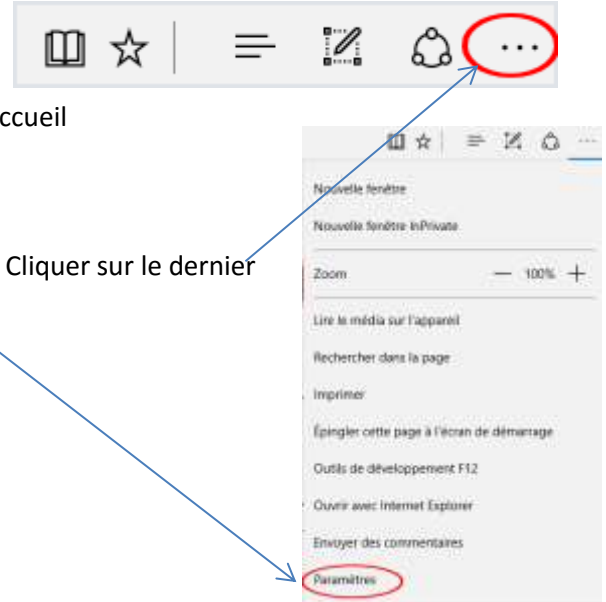 ccueil
Cliquer sur le dernier
Nouvelle fenêtre
Nouvelle fenêtre InPrivate
Zoom — 100% +
Lire le média sur l'appareil
Rechercher dans la page
Imprimer
Épingler cette page à l'écran de démarrage
Outils de développement F12
Ouvrir avec Internet Explorer
Envoyer des commentaires
Paramètres